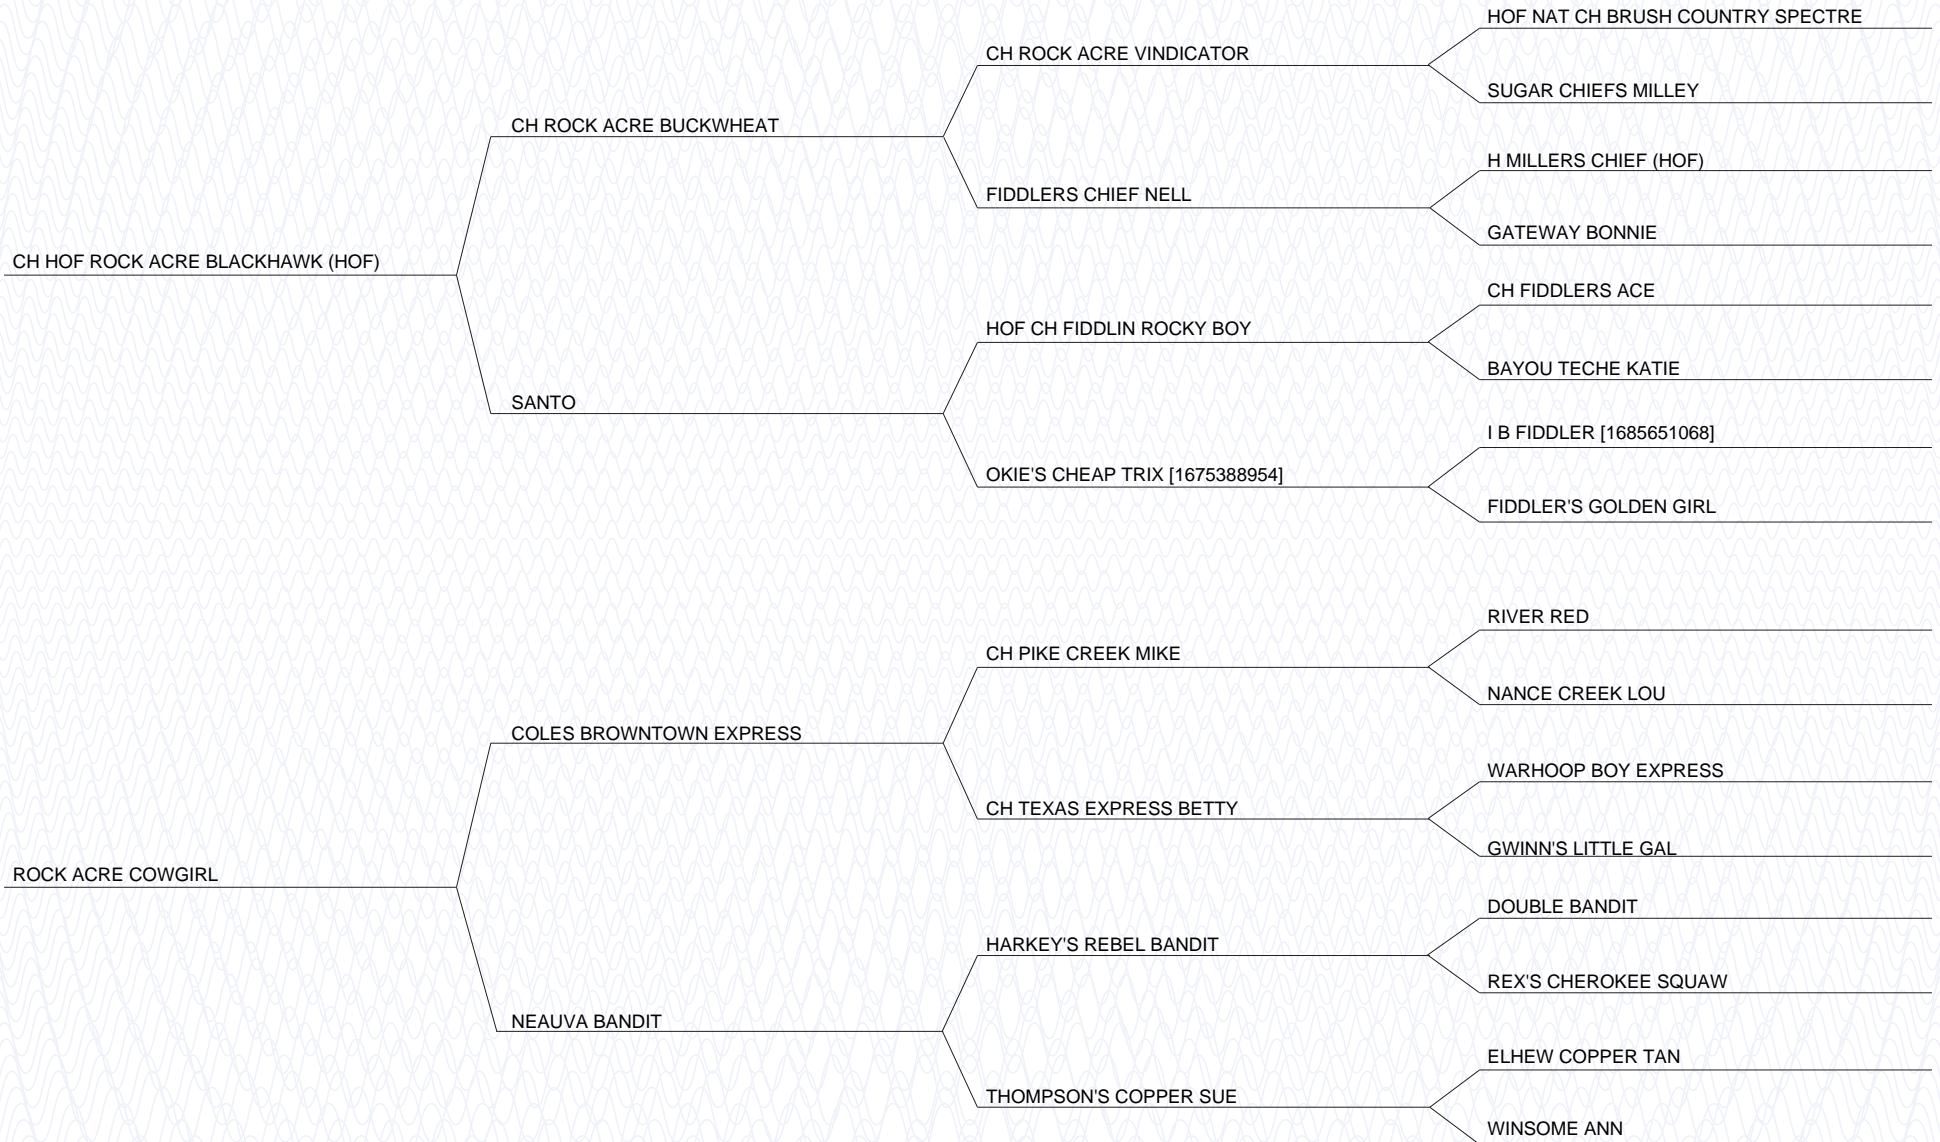 HOF NAT CH BRUSH COUNTRY SPECTRE
CH ROCK ACRE VINDICATOR
SUGAR CHIEFS MILLEY
CH ROCK ACRE BUCKWHEAT
H MILLERS CHIEF (HOF)
FIDDLERS CHIEF NELL
GATEWAY BONNIE
CH HOF ROCK ACRE BLACKHAWK (HOF)
CH FIDDLERS ACE
HOF CH FIDDLIN ROCKY BOY
BAYOU TECHE KATIE
SANTO
I B FIDDLER [1685651068]
OKIE'S CHEAP TRIX [1675388954]
FIDDLER'S GOLDEN GIRL
RIVER RED
CH PIKE CREEK MIKE
NANCE CREEK LOU
COLES BROWNTOWN EXPRESS
WARHOOP BOY EXPRESS
CH TEXAS EXPRESS BETTY
GWINN'S LITTLE GAL
ROCK ACRE COWGIRL
DOUBLE BANDIT
HARKEY'S REBEL BANDIT
REX'S CHEROKEE SQUAW
NEAUVA BANDIT
ELHEW COPPER TAN
THOMPSON'S COPPER SUE
WINSOME ANN